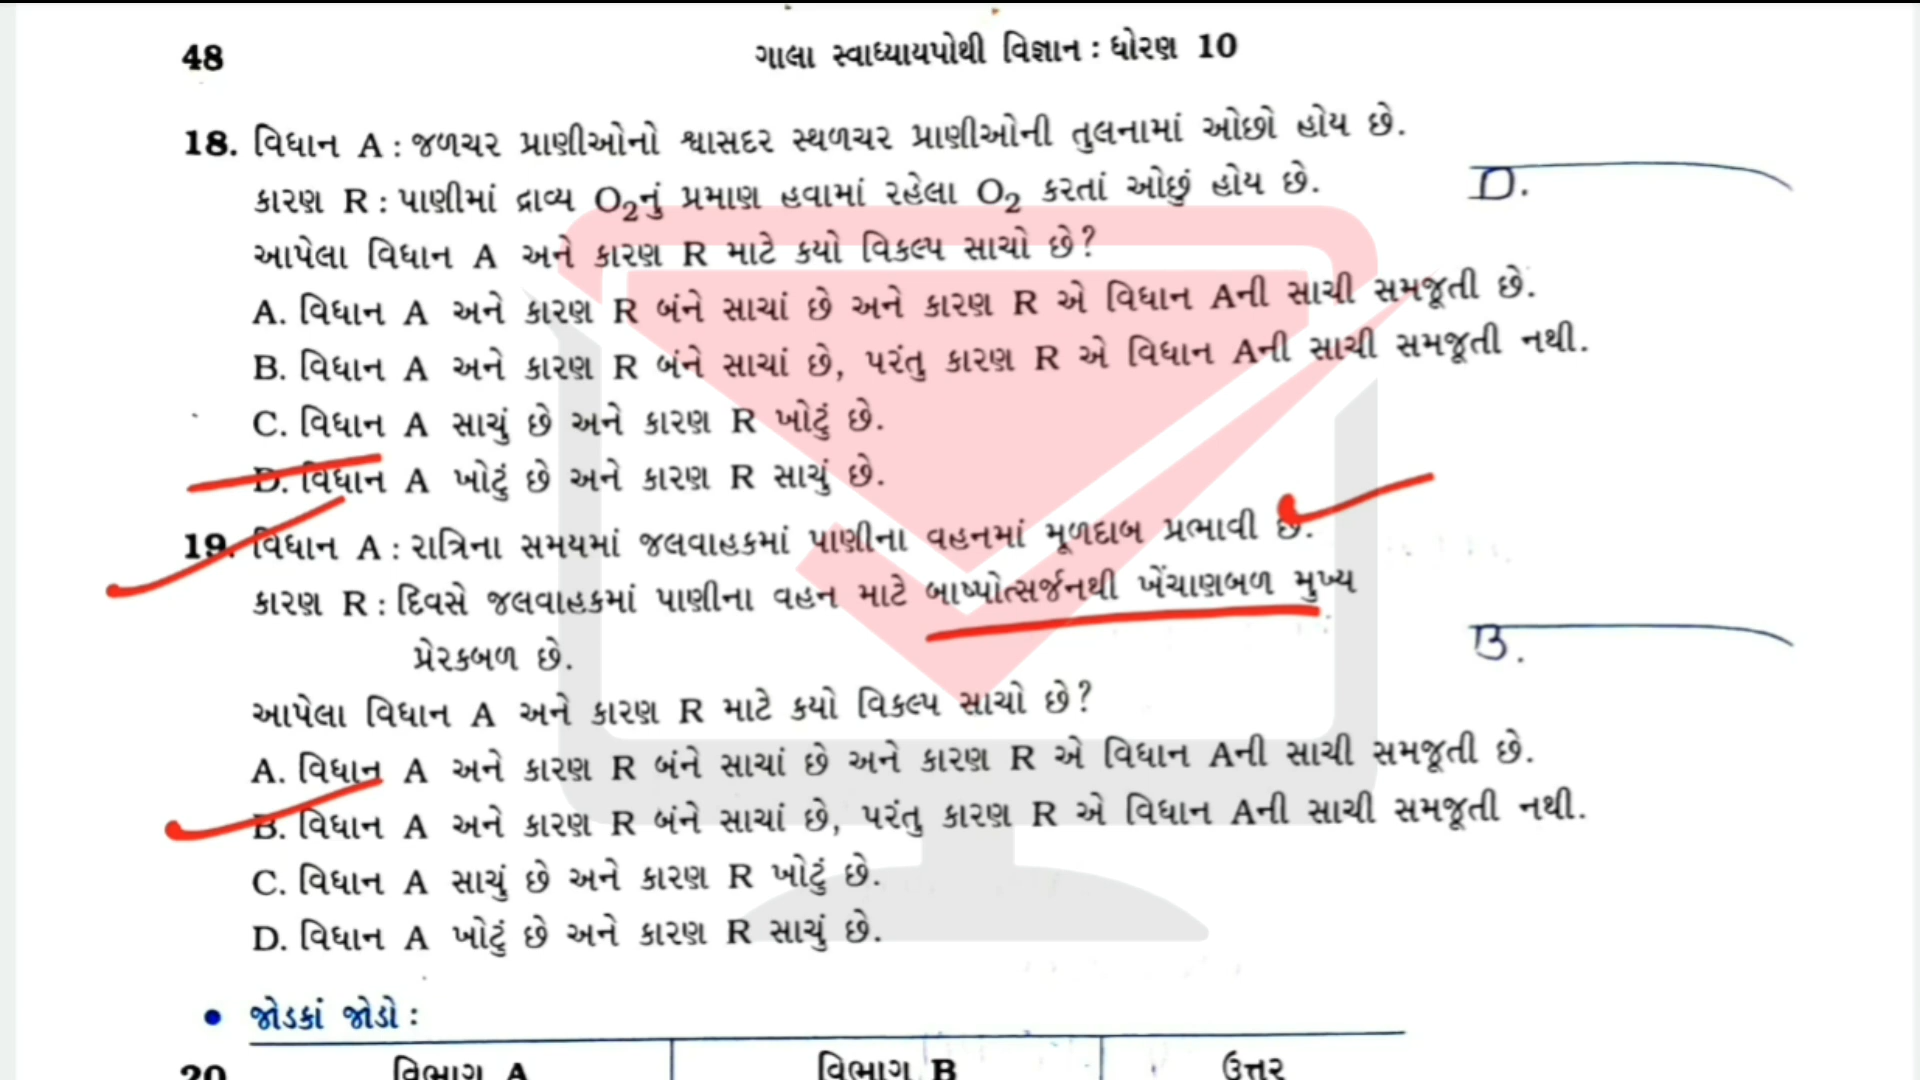 48
ગાલા સ્વાધ્યાયપોથી વિજ્ઞાન : ધોરણ 10
18. વિધાન A : જળચર પ્રાણીઓનો શ્વાસદર સ્થળચર પ્રાણીઓની તુલનામાં ઓછો હોય છે.
કારણ R : પાણીમાં દ્રાવ્ય O₂નું પ્રમાણ હવામાં રહેલા O₂ કરતાં ઓછું હોય છે.
D.
આપેલા વિધાન A અને કારણ R માટે કયો વિકલ્પ સાચો છે?
A. વિધાન A અને કારણ R બંને સાચાં છે અને કારણ R એ વિધાન Aની સાચી સમજૂતી છે.
B. વિધાન A અને કારણ R બંને સાચાં છે, પરંતુ કારણ R એ વિધાન Aની સાચી સમજૂતી નથી.
C. વિધાન A સાચું છે અને કારણ R ખોટું છે.
D. વિધાન A ખોટું છે અને કારણ R સાચું છે.
19. વિધાન A : રાત્રિના સમયમાં જલવાહકમાં પાણીના વહનમાં મૂળદાબ પ્રભાવી છે.
કારણ R : દિવસે જલવાહકમાં પાણીના વહન માટે બાષ્પોત્સર્જનથી ખેંચાણબળ મુખ્ય
પ્રેરકબળ છે.
B.
આપેલા વિધાન A અને કારણ R માટે કયો વિકલ્પ સાચો છે?
A. વિધાન A અને કારણ R બંને સાચાં છે અને કારણ R એ વિધાન Aની સાચી સમજૂતી છે.
B. વિધાન A અને કારણ R બંને સાચાં છે, પરંતુ કારણ R એ વિધાન Aની સાચી સમજૂતી નથી.
C. વિધાન A સાચું છે અને કારણ R ખોટું છે.
D. વિધાન A ખોટું છે અને કારણ R સાચું છે.
• જોડકાં જોડો :
20 વિભાગ A વિભાગ B ઉત્તર